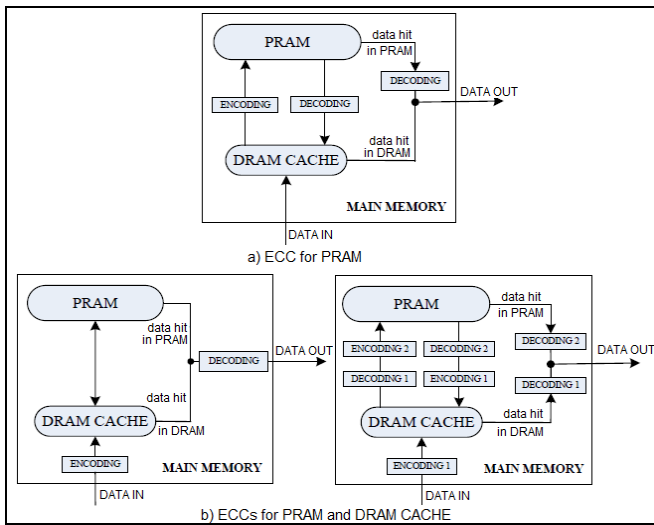 PRAM
data hit
in PRAM
DECODING
ENCODING
DECODING
DATA OUT
DRAM CACHE
data hit
in DRAM
MAIN MEMORY
DATA IN
a) ECC for PRAM
PRAM
data hit
in PRAM
DECODING
DATA OUT
data hit
DRAM CACHE
in DRAM
ENCODING
MAIN MEMORY
DATA IN
PRAM
data hit
in PRAM
ENCODING 2
DECODING 2
DECODING 2
DATA OUT
DECODING 1
ENCODING 1
DECODING 1
DRAM CACHE
data hit
in DRAM
ENCODING 1
MAIN MEMORY
DATA IN
b) ECCs for PRAM and DRAM CACHE